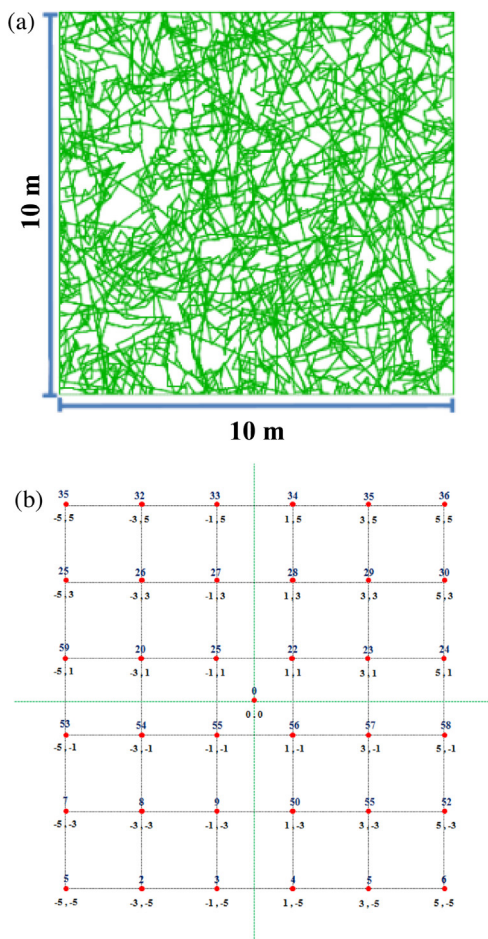 (a)
10 m
10 m
(b)
35 32 33 34 35 36
-5,5 -3,5 -1,5 1,5 3,5 5,5
25 26 27 28 29 30
-5,3 -3,3 -1,3 1,3 3,3 5,3
59 20 25 22 23 24
-5,1 -3,1 -1,1 1,1 3,1 5,1
0
0.0
53 54 55 56 57 58
-5,-1 -3,-1 -1,-1 1,-1 3,-1 5,-1
7 8 9 50 55 52
-5,-3 -3,-3 -1,-3 1,-3 3,-3 5,-3
5 2 3 4 5 6
-5,-5 -3,-5 -1,-5 1,-5 3,-5 5,-5